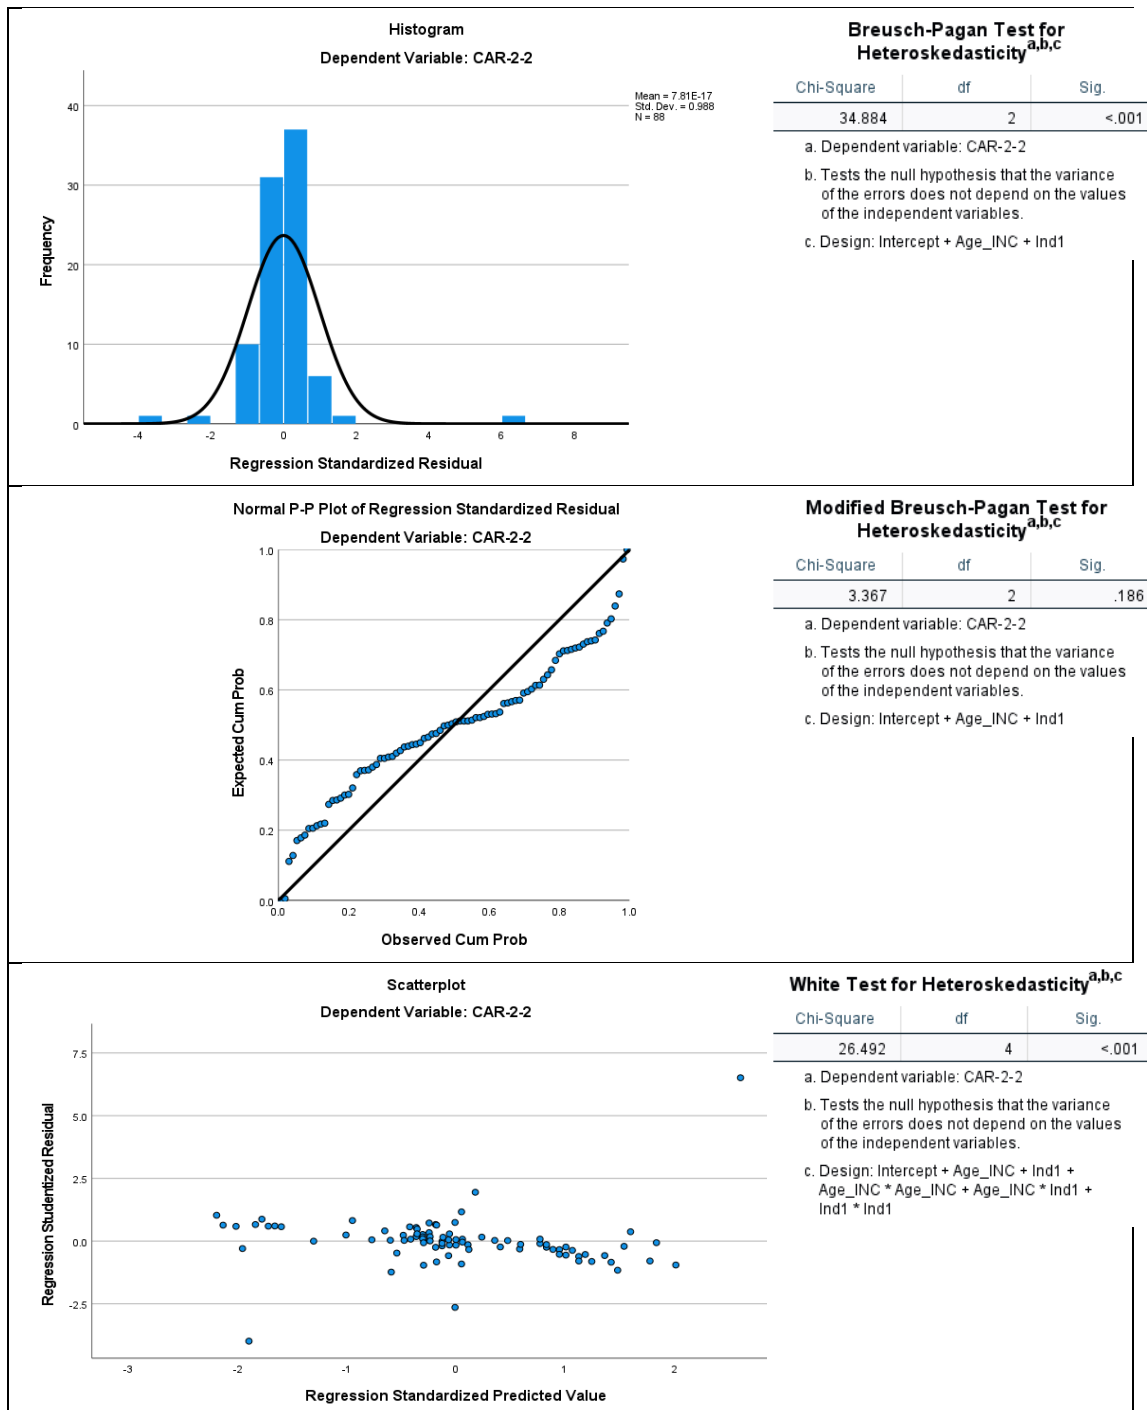 Histogram
Dependent Variable: CAR-2-2
Mean = 7.81E-17
Std. Dev. = 0.988
N = 88
Frequency
40
30
20
10
0
-4
-2
0
2
4
6
8
Regression Standardized Residual
Breusch-Pagan Test for
Heteroskedasticity a,b,c
Chi-Square df Sig.
34.884 2 <.001
a. Dependent variable: CAR-2-2
b. Tests the null hypothesis that the variance
of the errors does not depend on the values
of the independent variables.
c. Design: Intercept + Age_INC + Ind1
Normal P-P Plot of Regression Standardized Residual
Dependent Variable: CAR-2-2
Expected Cum Prob
1.0
0.8
0.6
0.4
0.2
0.0
0.0
0.2
0.4
0.6
0.8
1.0
Observed Cum Prob
Modified Breusch-Pagan Test for
Heteroskedasticity a,b,c
Chi-Square df Sig.
3.367 2 .186
a. Dependent variable: CAR-2-2
b. Tests the null hypothesis that the variance
of the errors does not depend on the values
of the independent variables.
c. Design: Intercept + Age_INC + Ind1
Scatterplot
Dependent Variable: CAR-2-2
Regression Studentized Residual
7.5
5.0
2.5
0.0
-2.5
-3
-2
-1
0
1
2
Regression Standardized Predicted Value
White Test for Heteroskedasticity a,b,c
Chi-Square df Sig.
26.492 4 <.001
a. Dependent variable: CAR-2-2
b. Tests the null hypothesis that the variance
of the errors does not depend on the values
of the independent variables.
c. Design: Intercept + Age_INC + Ind1 +
Age_INC * Age_INC + Age_INC * Ind1 +
Ind1 * Ind1